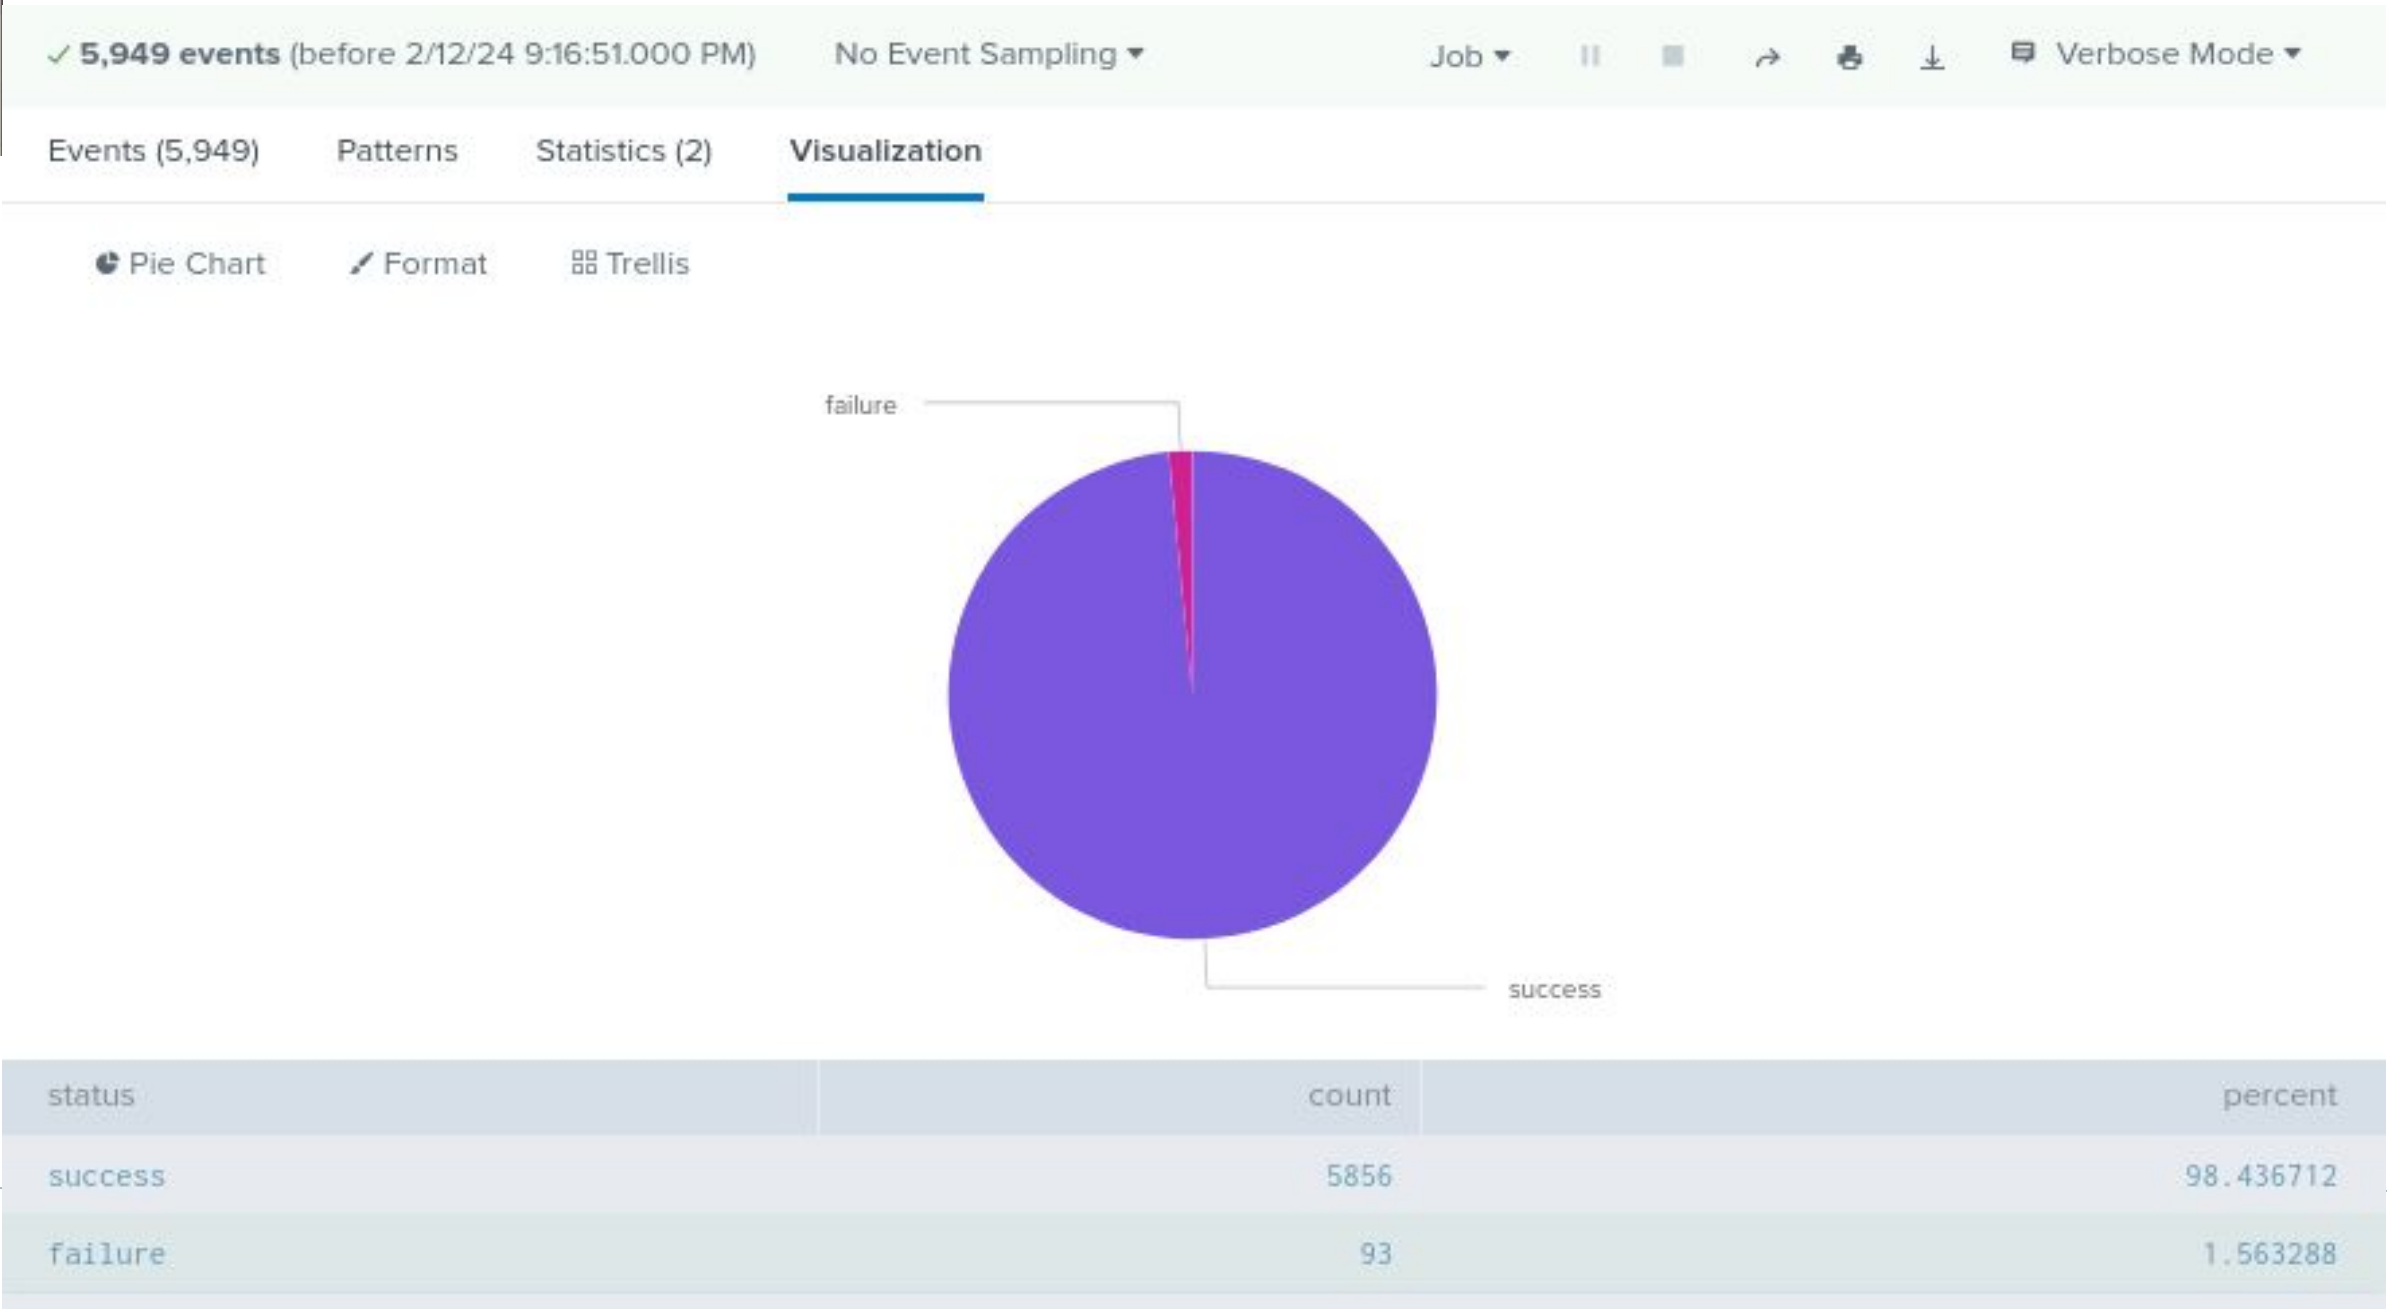 5,949 events (before 2/12/24 9:16:51.000 PM) No Event Sampling Job Verbose Mode
Events (5,949) Patterns Statistics (2) Visualization
Pie Chart Format Trellis
failure
success
status count percent
success 5856 98.436712
failure 93 1.563288